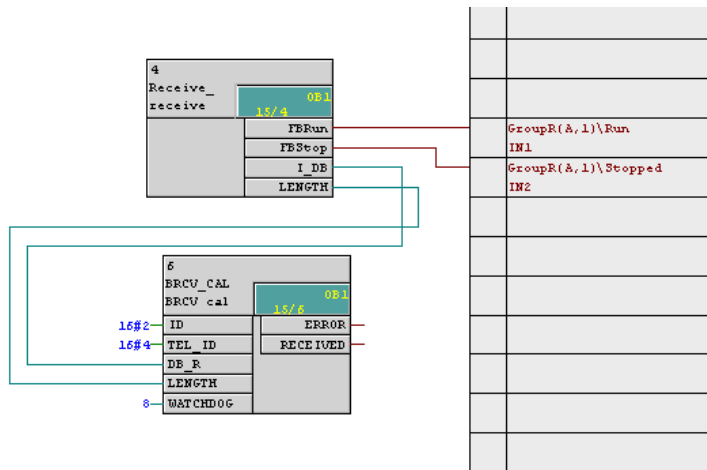 4
Receive_
receive
OB1
15/4
FBRun
FBStop
I_DB
LENGTH
GroupR(A,1)\Run
IN1
GroupR(A,1)\Stopped
IN2
6
BRCV_CAL
BRCV cal
OB1
15/6
16#2
ID
ERROR
16#4
TEL_ID
RECEIVED
DB_R
LENGTH
8
WATCHDOG